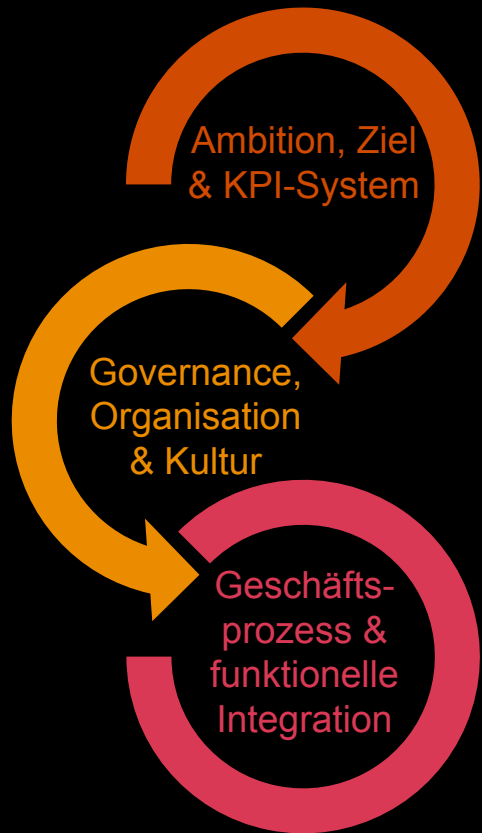 Ambition, Ziel
& KPI-System
Governance,
Organisation
& Kultur
Geschäfts-
prozess &
funktionelle
Integration